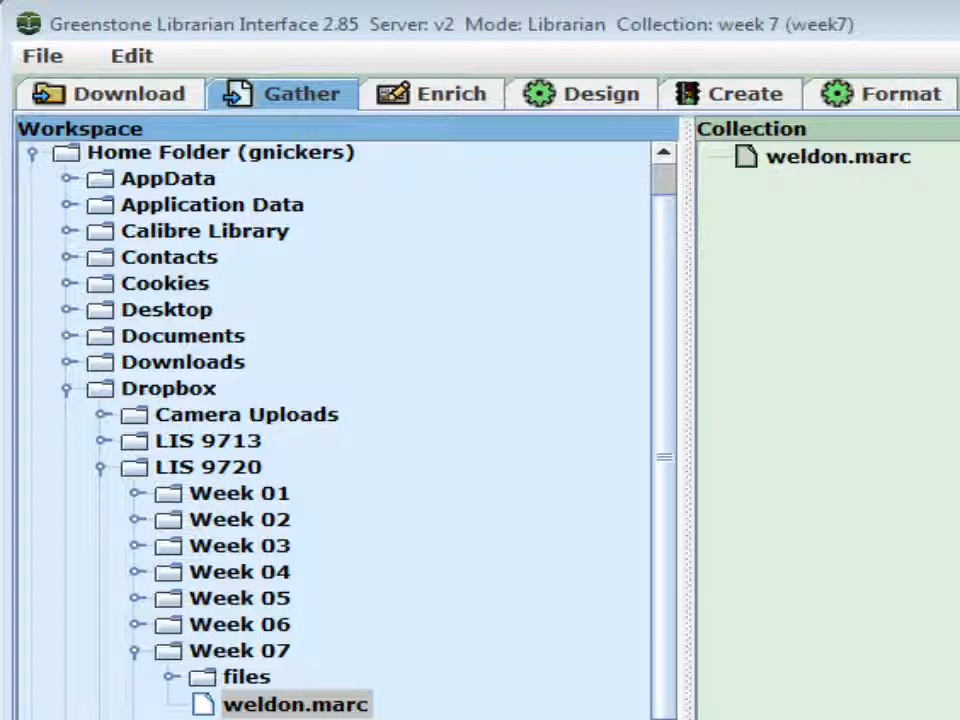 Greenstone Librarian Interface 2.85 Server: v2 Mode: Librarian Collection: week 7 (week7)
File Edit
Download Gather Enrich Design Create Format
Workspace
Home Folder (gnickers)
AppData
Application Data
Calibre Library
Contacts
Cookies
Desktop
Documents
Downloads
Dropbox
Camera Uploads
LIS 9713
LIS 9720
Week 01
Week 02
Week 03
Week 04
Week 05
Week 06
Week 07
files
weldon.marc
Collection
weldon.marc